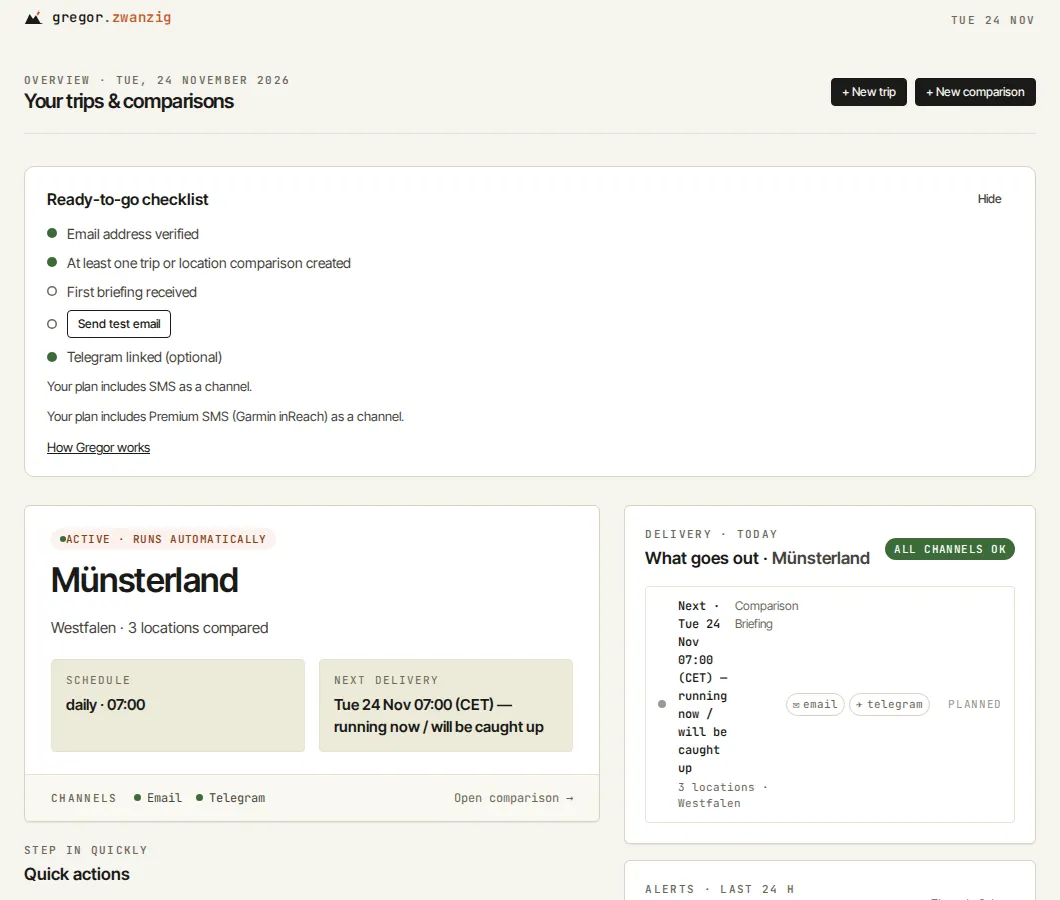 gregor.zwanzig
TUE 24 NOV
OVERVIEW · TUE, 24 NOVEMBER 2026
Your trips & comparisons
+ New trip
+ New comparison
Ready-to-go checklist
Hide
Email address verified
At least one trip or location comparison created
First briefing received
Send test email
Telegram linked (optional)
Your plan includes SMS as a channel.
Your plan includes Premium SMS (Garmin inReach) as a channel.
How Gregor works
ACTIVE · RUNS AUTOMATICALLY
Münsterland
Westfalen · 3 locations compared
SCHEDULE
daily · 07:00
NEXT DELIVERY
Tue 24 Nov 07:00 (CET) —
running now / will be caught up
CHANNELS
Email
Telegram
Open comparison →
STEP IN QUICKLY
Quick actions
DELIVERY · TODAY
What goes out · Münsterland
ALL CHANNELS OK
Next ·
Tue 24
Nov
07:00
(CET) —
running
now /
will be
caught
up
Comparison
Briefing
3 locations ·
Westfalen
email
telegram
PLANNED
ALERTS · LAST 24 H